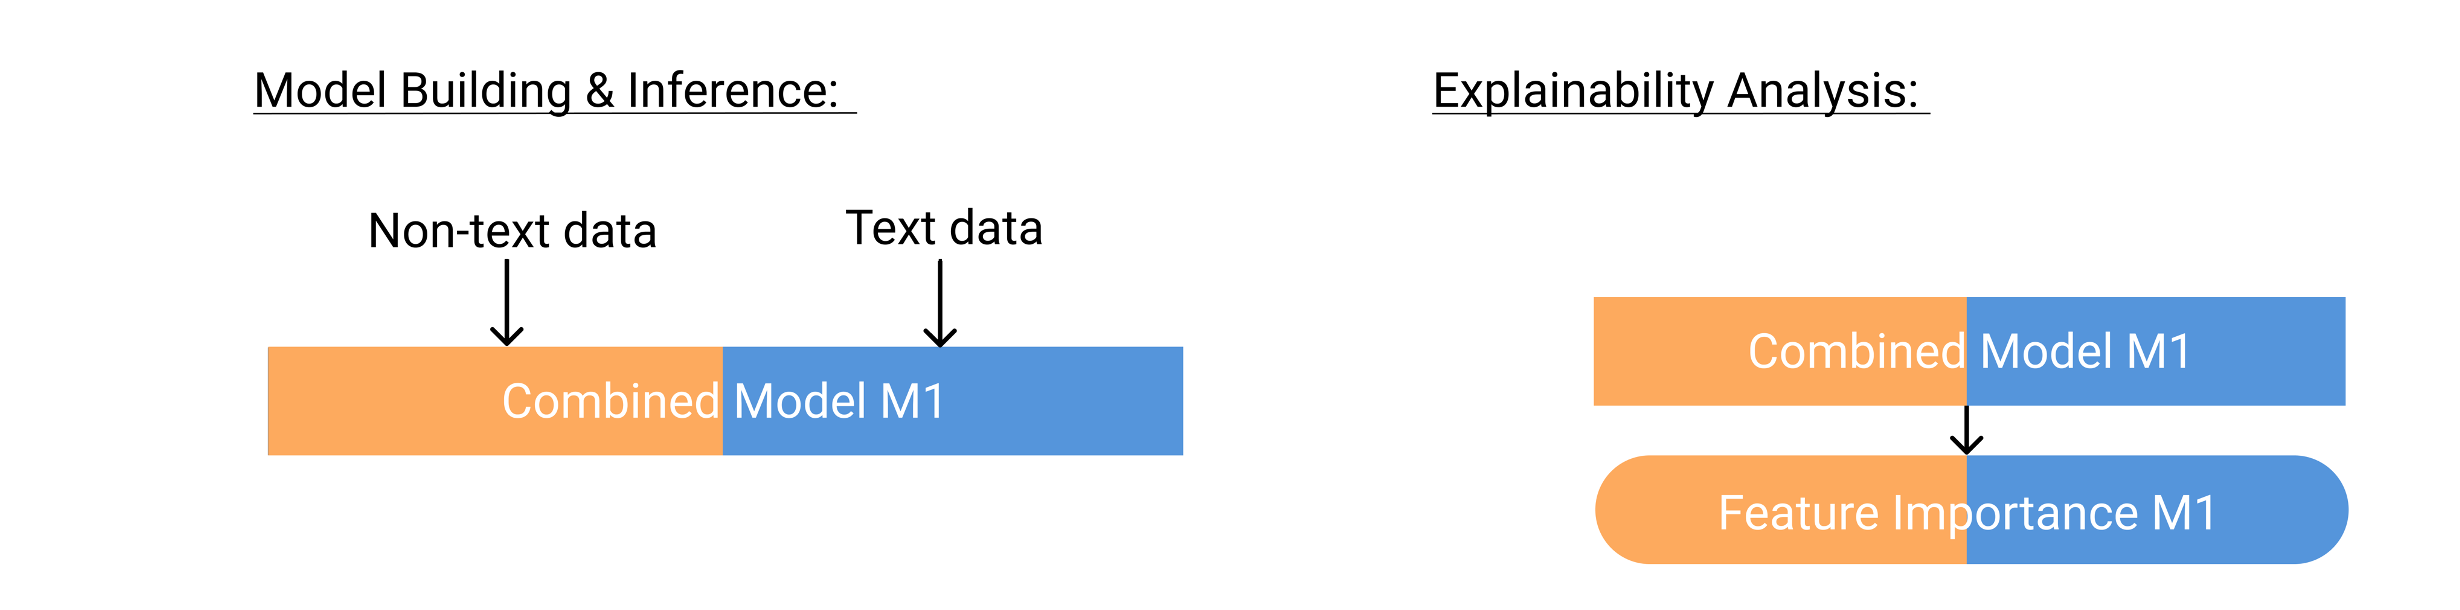 Model Building & Inference:
Non-text data
Text data
Combined Model M1
Explainability Analysis:
Combined Model M1
Feature Importance M1